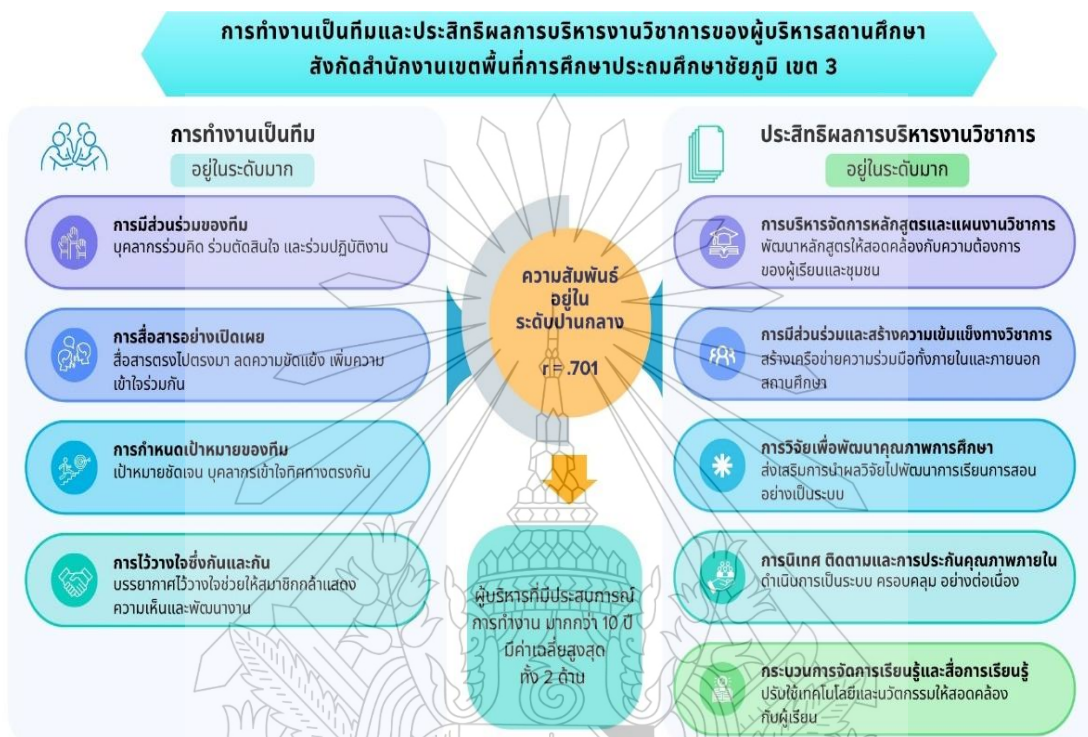 การทำงานเป็นทีมและประสิทธิผลการบริหารงานวิชาการของผู้บริหารสถานศึกษา
สังกัดสำนักงานเขตพื้นที่การศึกษาประถมศึกษาชัยภูมิ เขต 3
การทำงานเป็นทีม
อยู่ในระดับมาก
การมีส่วนร่วมของทีม
บุคลากรร่วมคิด ร่วมตัดสินใจ และร่วมปฏิบัติงาน
การสื่อสารอย่างเปิดเผย
สื่อสารตรงไปตรงมา ลดความขัดแย้ง เพิ่มความ
เข้าใจร่วมกัน
การกำหนดเป้าหมายของทีม
เป้าหมายชัดเจน บุคลากรเข้าใจทิศทางตรงกัน
การไว้วางใจซึ่งกันและกัน
บรรยากาศไว้วางใจช่วยให้สมาชิกกล้าแสดง
ความเห็นและพัฒนางาน
ความสัมพันธ์
อยู่ใน
ระดับปานกลาง
r = .701
ผู้บริหารที่มีประสบการณ์
การทำงาน มากกว่า 10 ปี
มีค่าเฉลี่ยสูงสุด
ทั้ง 2 ด้าน
ประสิทธิผลการบริหารงานวิชาการ
อยู่ในระดับมาก
การบริหารจัดการหลักสูตรและแผนงานวิชาการ
พัฒนาหลักสูตรให้สอดคล้องกับความต้องการ
ของผู้เรียนและชุมชน
การมีส่วนร่วมและสร้างความเข้มแข็งทางวิชาการ
สร้างเครือข่ายความร่วมมือทั้งภายในและภายนอก
สถานศึกษา
การวิจัยเพื่อพัฒนาคุณภาพการศึกษา
ส่งเสริมการนำผลวิจัยไปพัฒนาการเรียนการสอน
อย่างเป็นระบบ
การนิเทศ ติดตามและการประกันคุณภาพภายใน
ดำเนินการเป็นระบบ ครอบคลุม อย่างต่อเนื่อง
กระบวนการจัดการเรียนรู้และสื่อการเรียนรู้
ปรับใช้เทคโนโลยีและนวัตกรรมให้สอดคล้อง
กับผู้เรียน